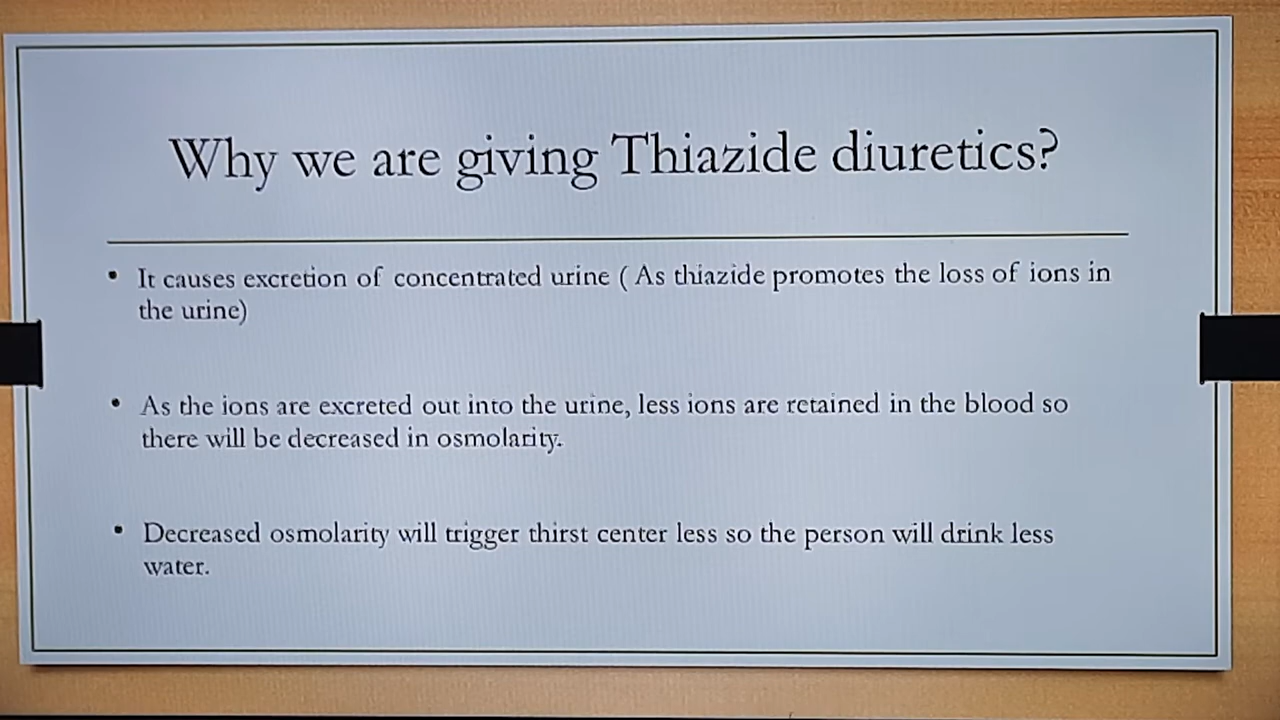 Why we are giving Thiazide diuretics?
• It causes excretion of concentrated urine ( As thiazide promotes the loss of ions in
the urine)
• As the ions are excreted out into the urine, less ions are retained in the blood so
there will be decreased in osmolarity.
• Decreased osmolarity will trigger thirst center less so the person will drink less
water.